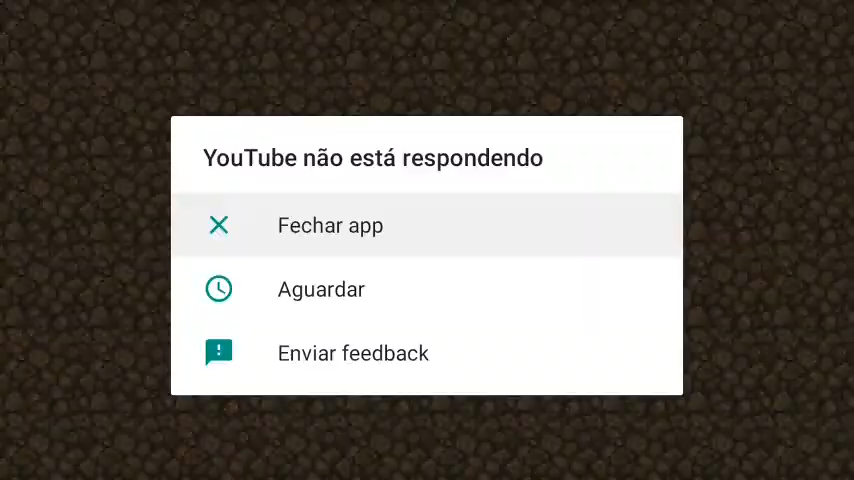 YouTube não está respondendo
Fechar app
Aguardar
Enviar feedback